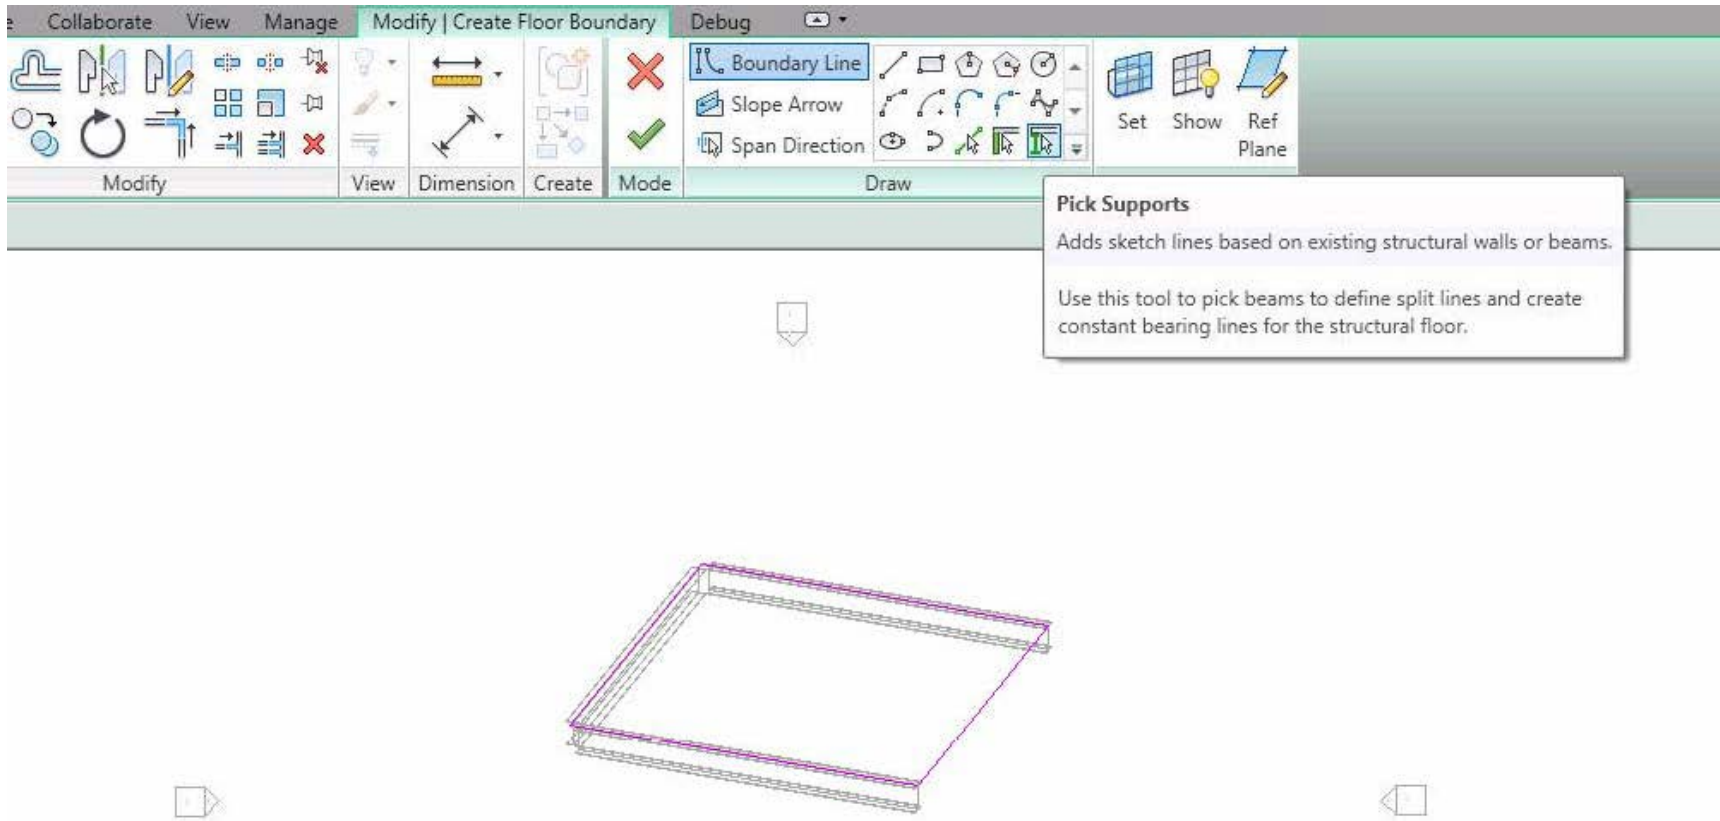 e Collaborate View Manage Modify | Create Floor Boundary Debug
Boundary Line
Slope Arrow
Span Direction
Set Show Ref
Plane
Modify View Dimension Create Mode Draw
Pick Supports
Adds sketch lines based on existing structural walls or beams.
Use this tool to pick beams to define split lines and create
constant bearing lines for the structural floor.